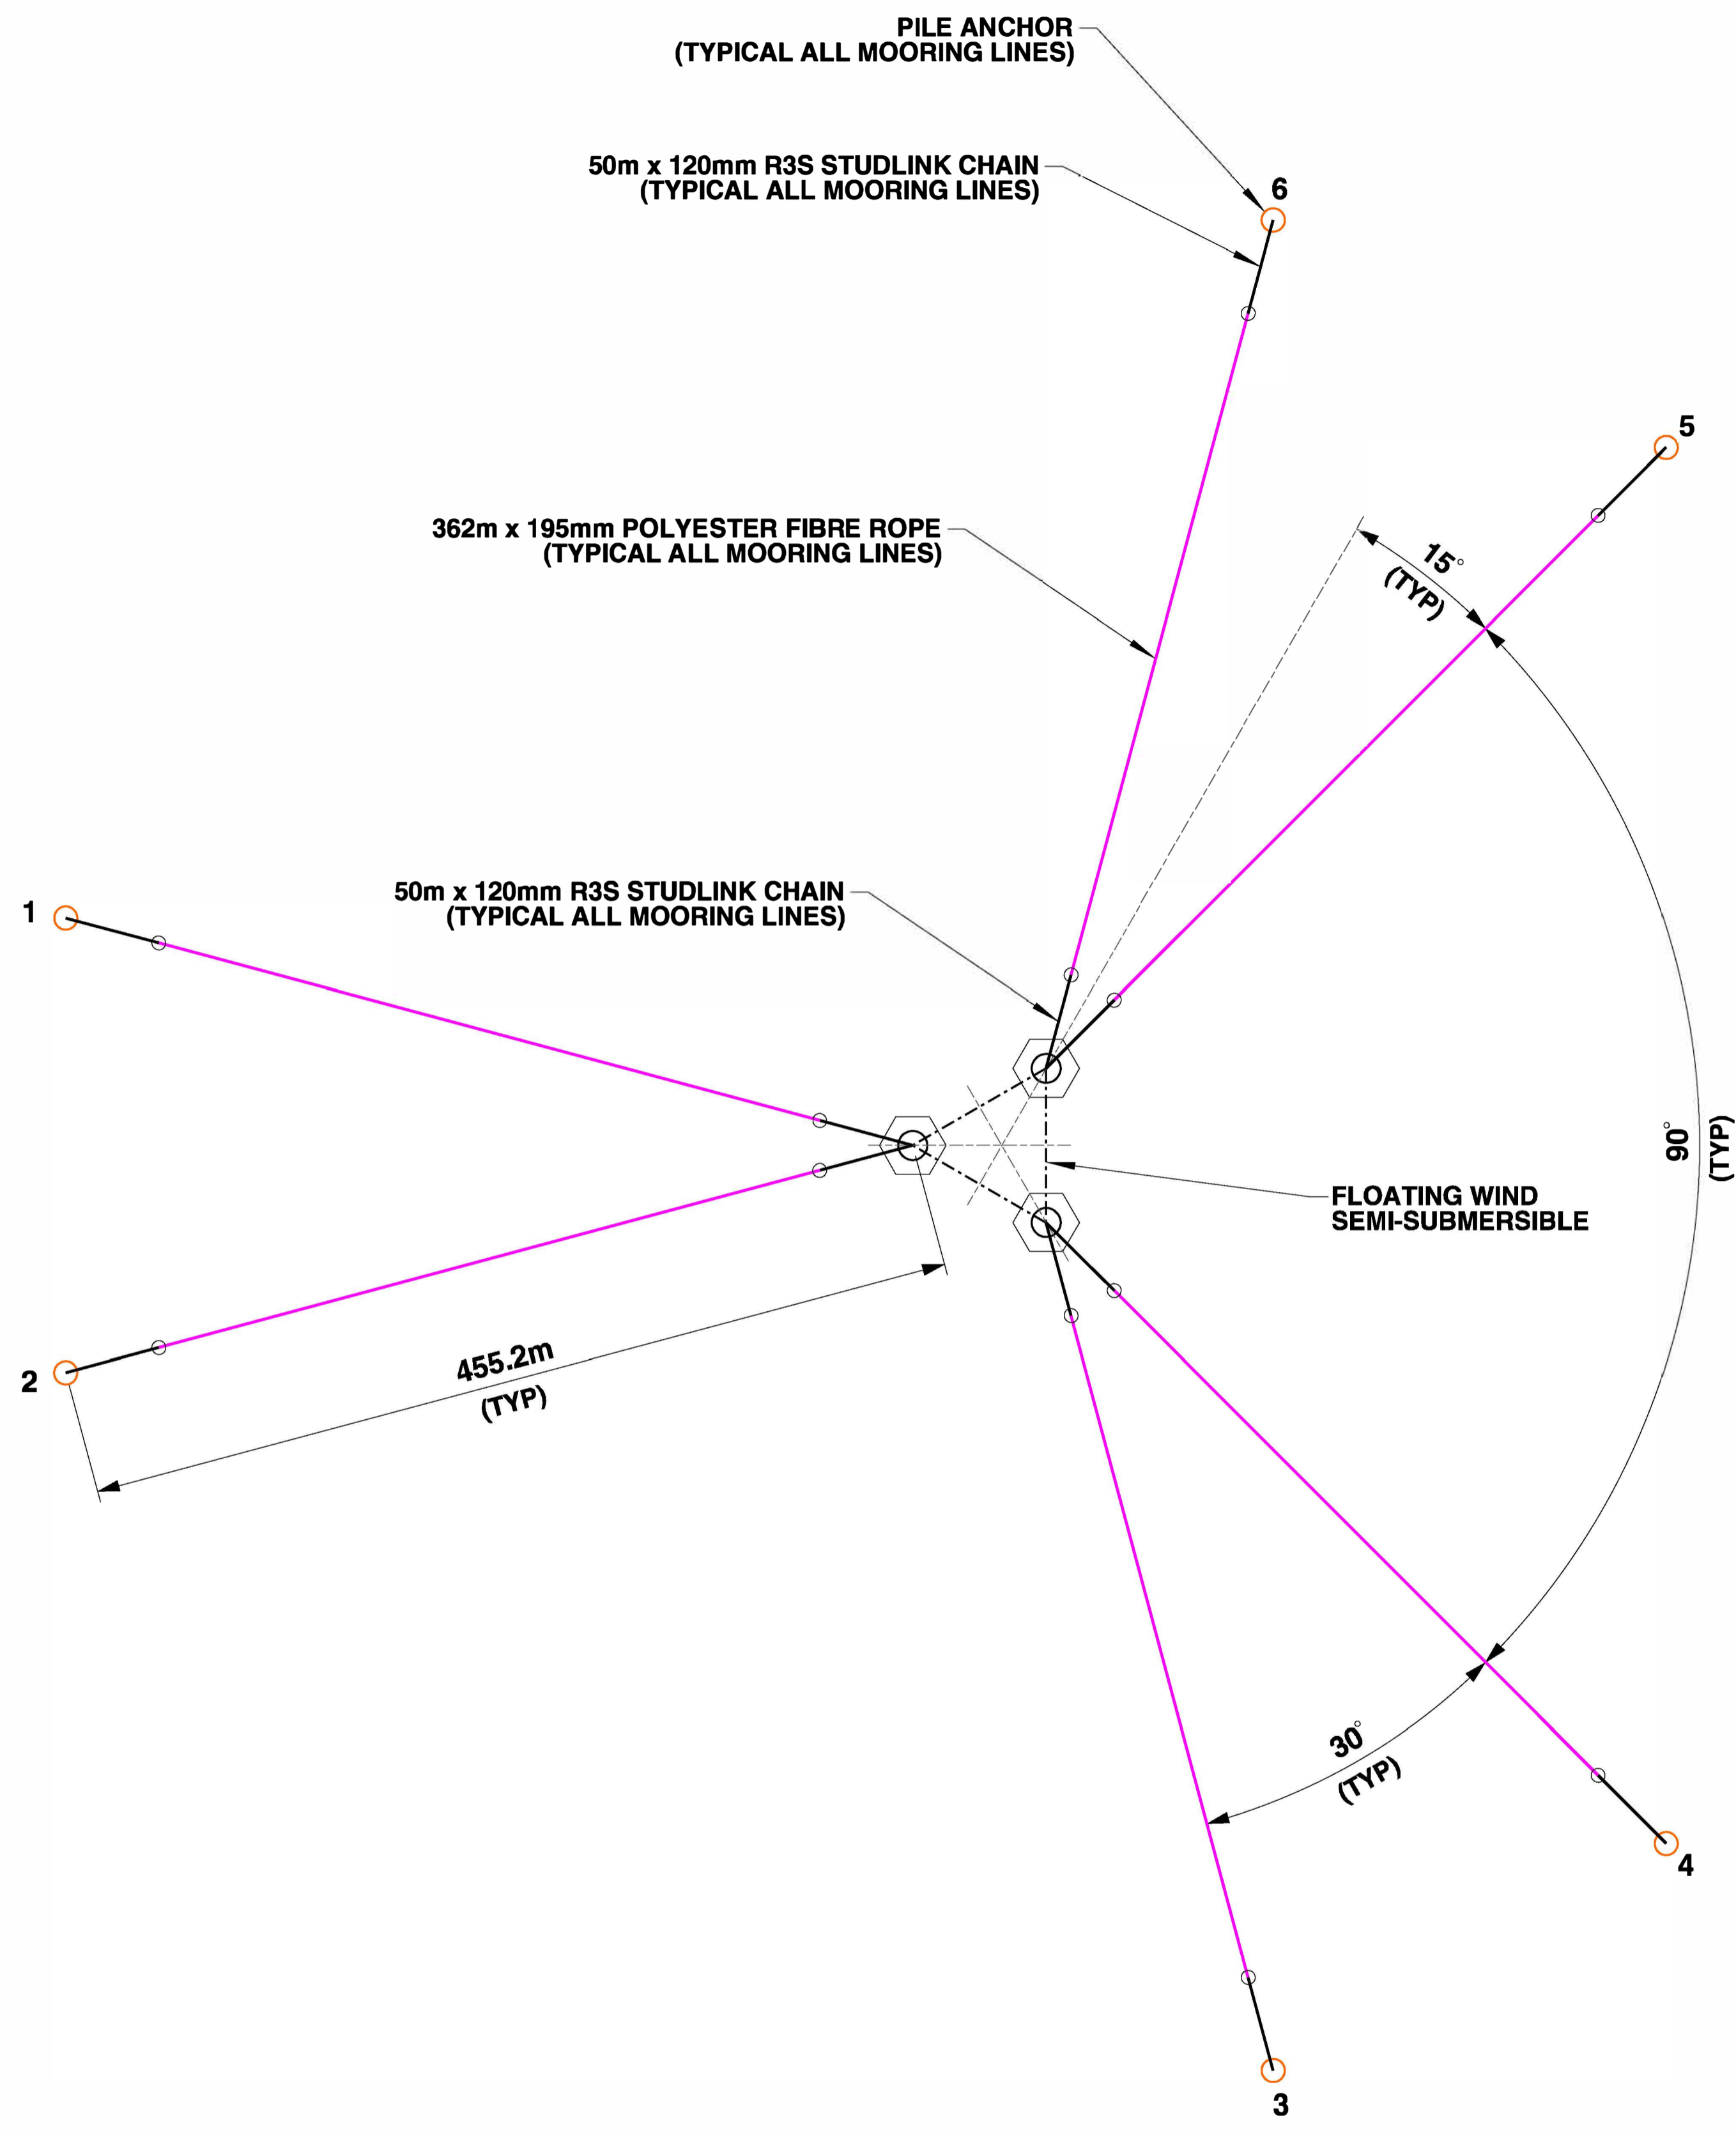 PILE ANCHOR
(TYPICAL ALL MOORING LINES)
50m x 120mm R3S STUDLINK CHAIN
(TYPICAL ALL MOORING LINES)
6
5
15°
(TYP)
362m x 195mm POLYESTER FIBRE ROPE
(TYPICAL ALL MOORING LINES)
50m x 120mm R3S STUDLINK CHAIN
(TYPICAL ALL MOORING LINES)
1
90°
(TYP)
FLOATING WIND
SEMI-SUBMERSIBLE
455.2m
(TYP)
2
30°
(TYP)
4
3